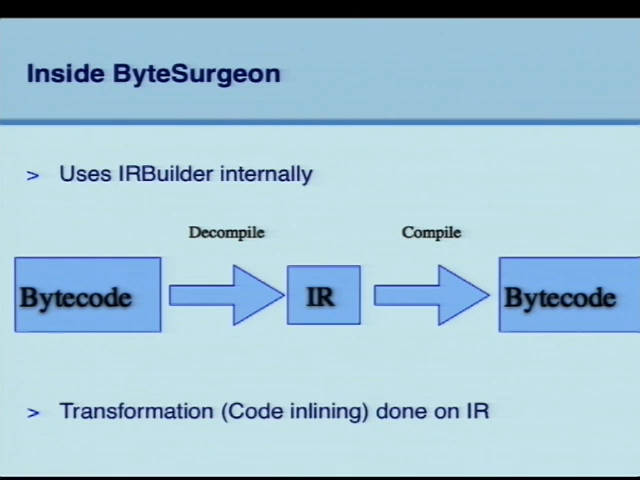 Inside ByteSurgeon
> Uses IRBuilder internally
Decompile Compile
Bytecode IR Bytecode
> Transformation (Code inlining) done on IR